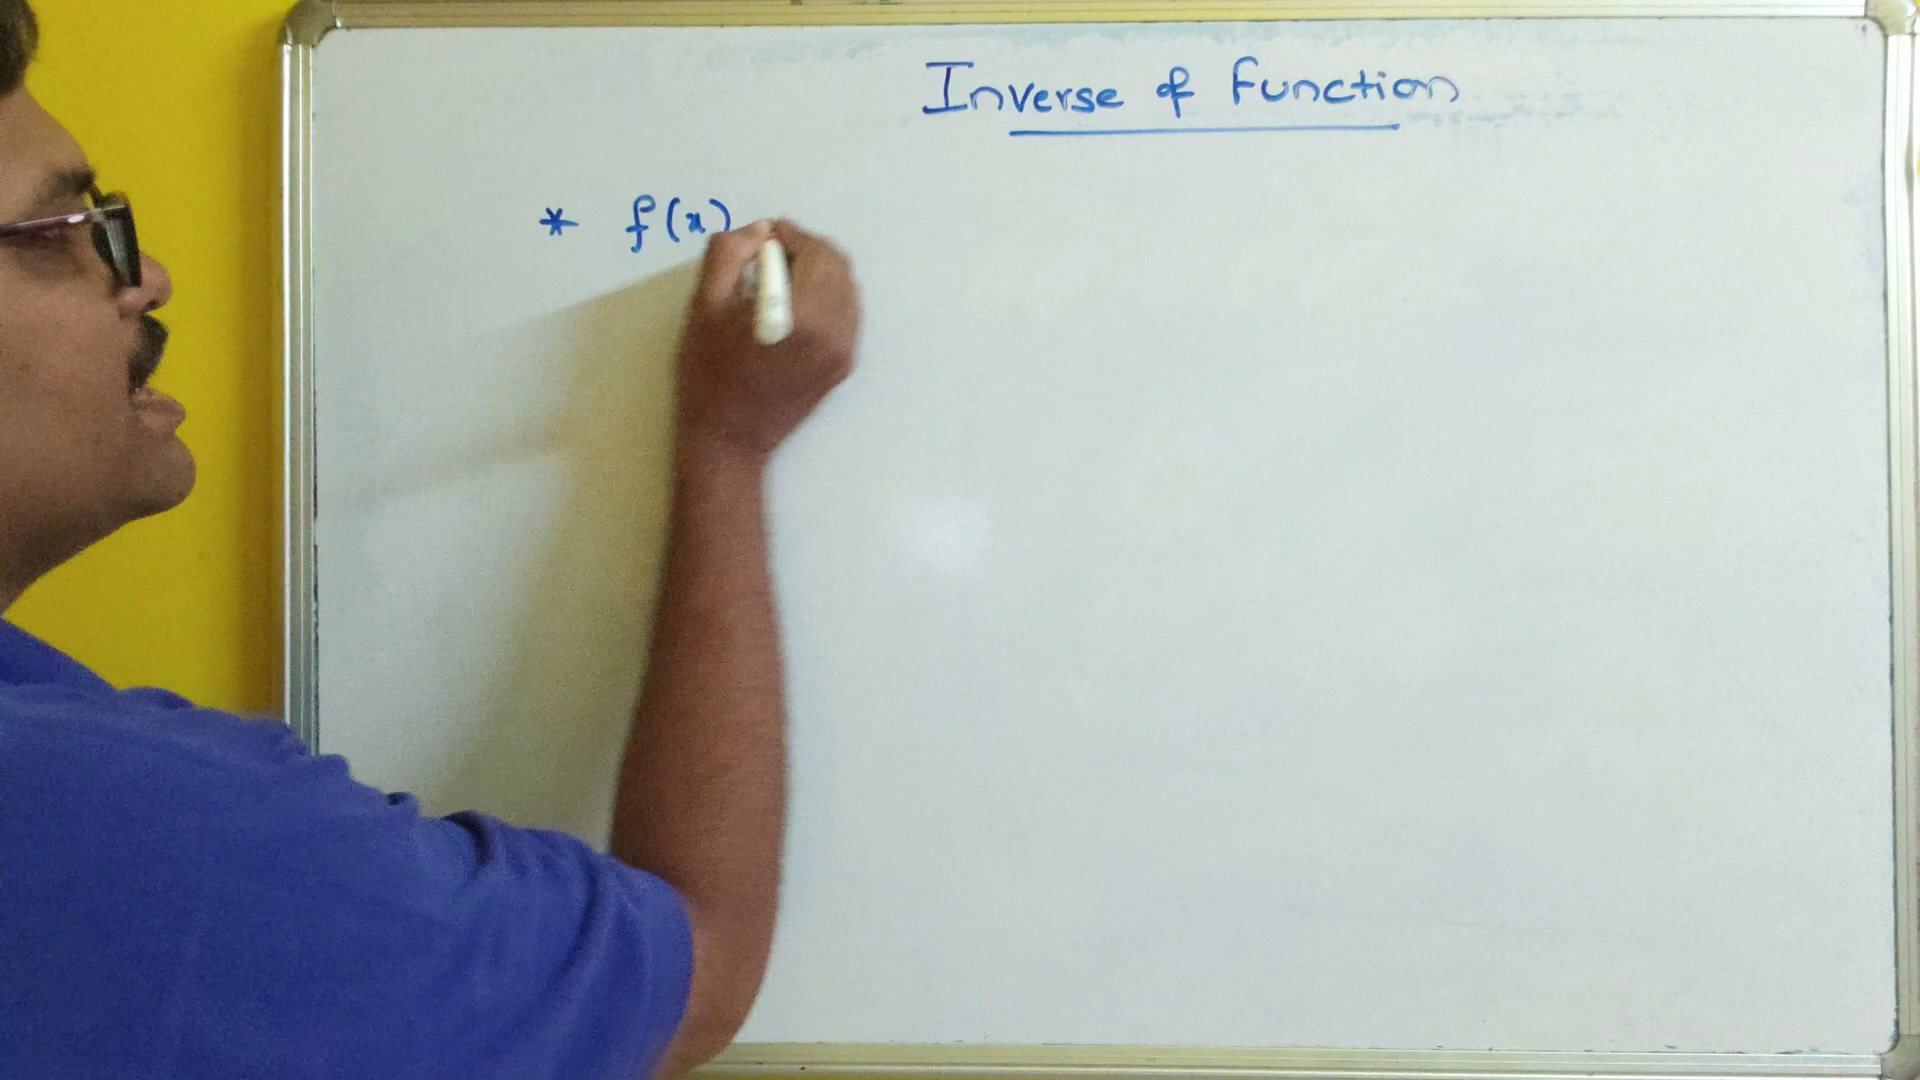 Inverse of Function
* f(x)